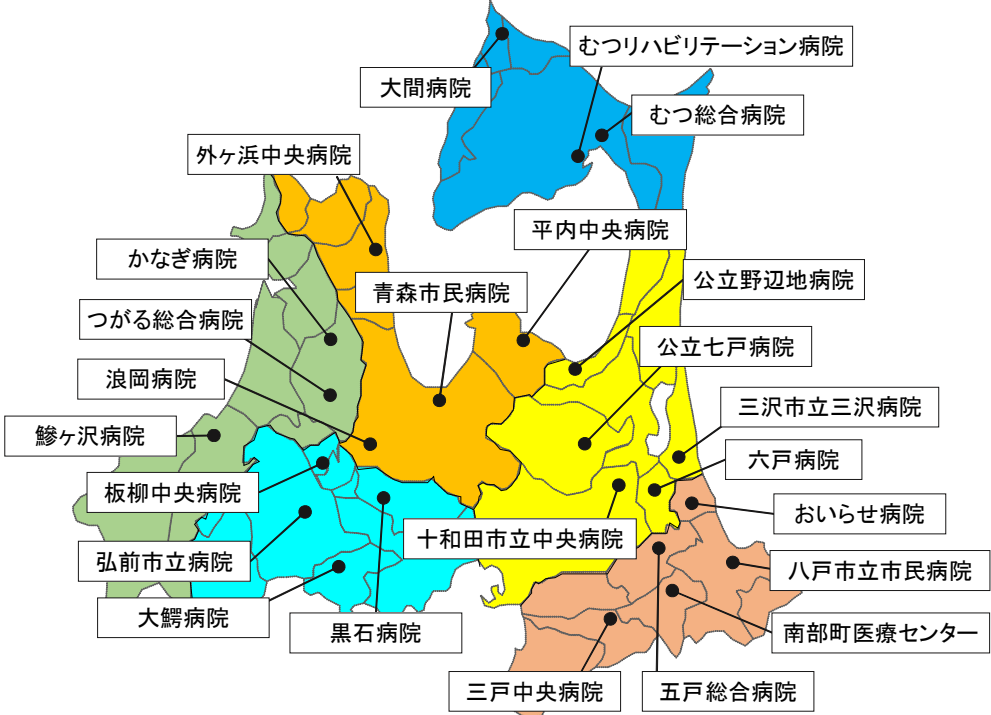 むつリハビリテーション病院
大間病院
むつ総合病院
外ヶ浜中央病院
平内中央病院
かなぎ病院
青森市民病院
公立野辺地病院
つがる総合病院
公立七戸病院
浪岡病院
三沢市立三沢病院
鰺ヶ沢病院
六戸病院
板柳中央病院
おいらせ病院
十和田市立中央病院
弘前市立病院
八戸市立市民病院
大鰐病院
黒石病院
南部町医療センター
三戸中央病院
五戸総合病院